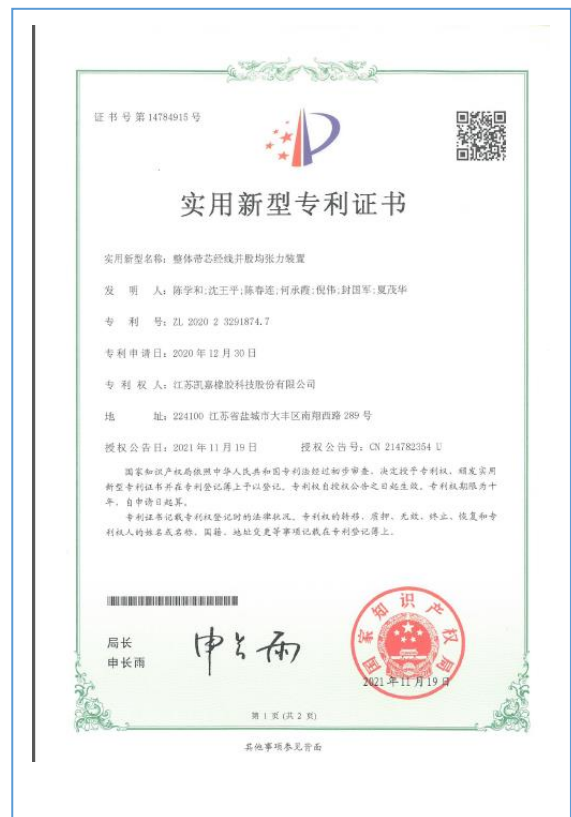 证书号第14784915号
实用新型专利证书
实用新型名称：整体带芯经线并股均张力装置
发 明 人：陈学和;沈王平;陈春莲;何承霞;倪伟;封国军;夏茂华
专 利 号：ZL 2020 2 3291874.7
专利申请日：2020年12月30日
专 利 权 人：江苏凯嘉橡胶科技股份有限公司
地 址：224100 江苏省盐城市大丰区南翔西路289号
授权公告日：2021年11月19日 授权公告号：CN 214782354 U
国家知识产权局依照中华人民共和国专利法经过初步审查，决定授予专利权，颁发实用
新型专利证书并在专利登记簿上予以登记。专利权自授权公告之日起生效。专利权期限为十
年，自申请日起算。
专利证书记载专利权登记时的法律状况。专利权的转移、质押、无效、终止、恢复和专
利权人的姓名或名称、国籍、地址变更等事项记载在专利登记簿上。
局长
申长雨
申长雨
国家知识产权局
2021年11月19日
第 1 页 (共 2 页)
其他事项参见背面